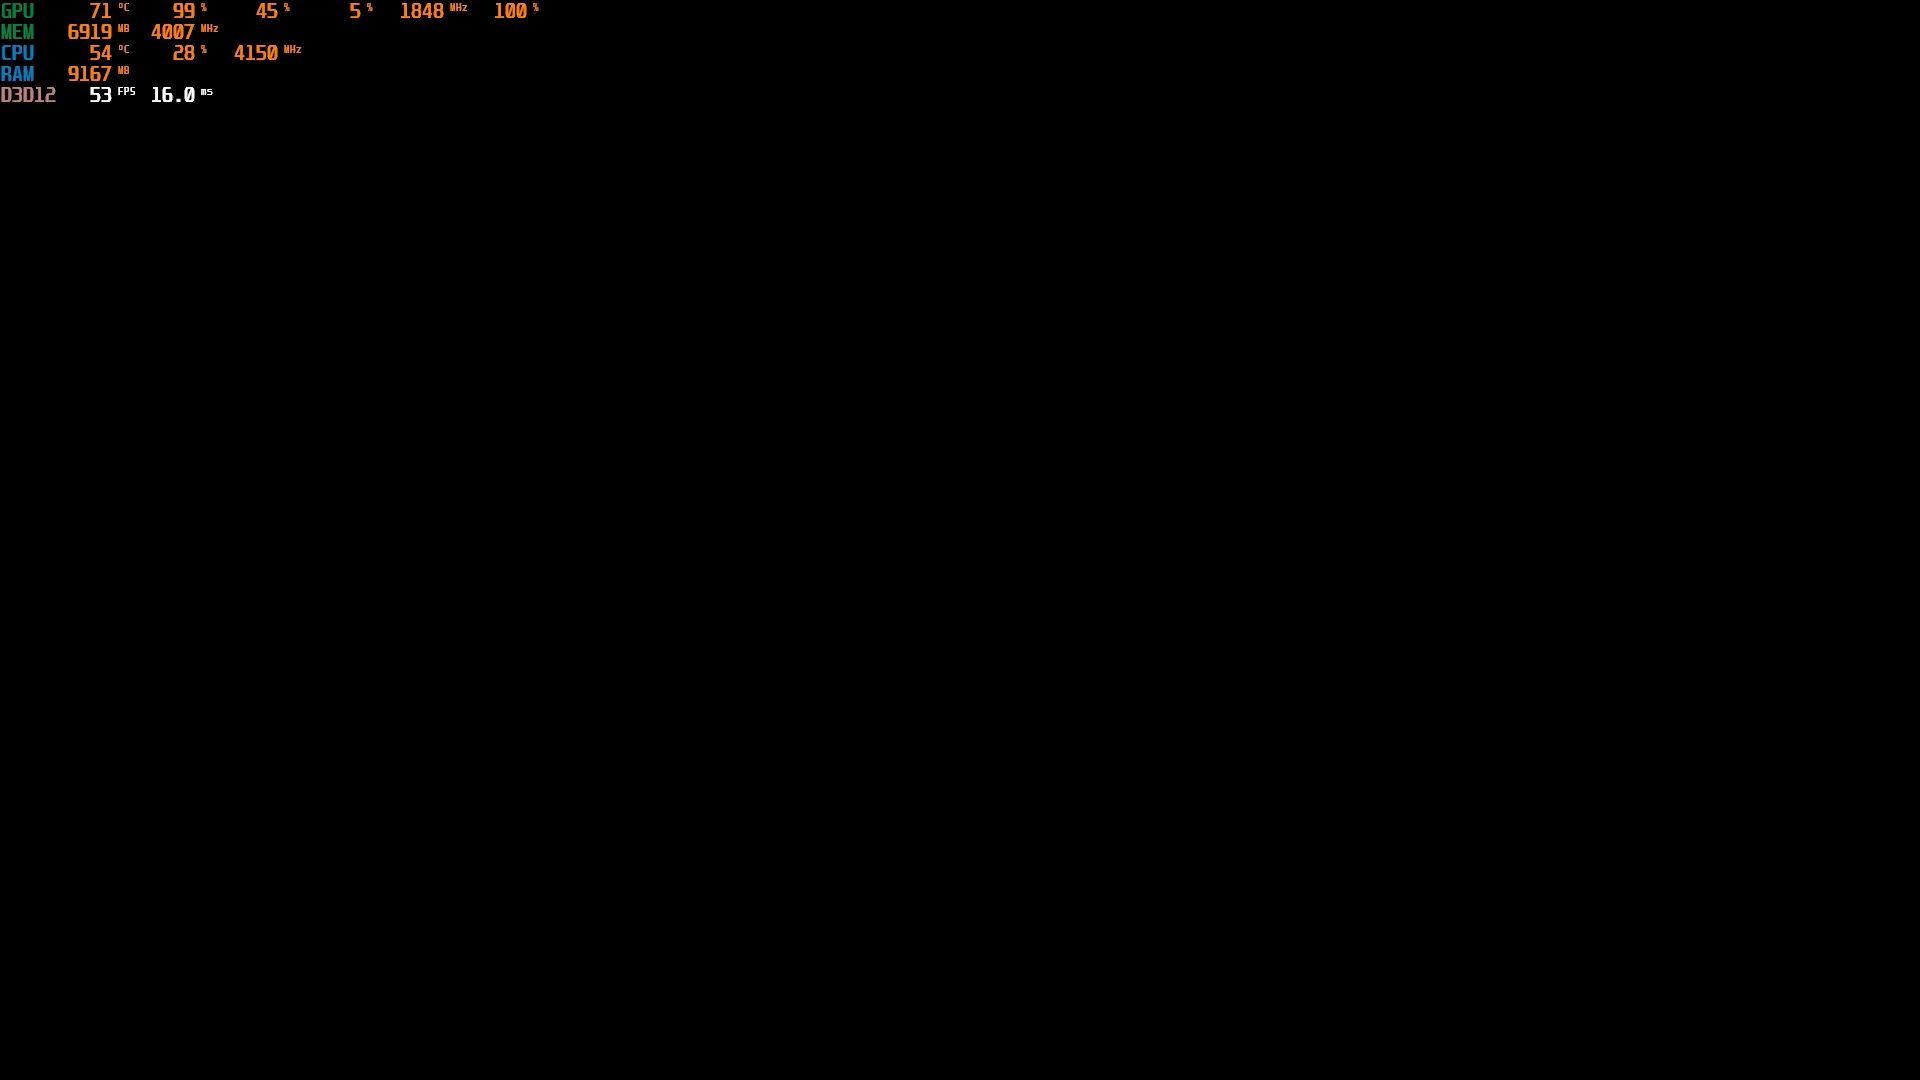 GPU 71 °C 99 % 45 % 5 % 1848 MHz 100 %
MEM 6919 MB 4007 MHz
CPU 54 °C 28 % 4150 MHz
RAM 9167 MB
D3D12 53 FPS 16.0 ms